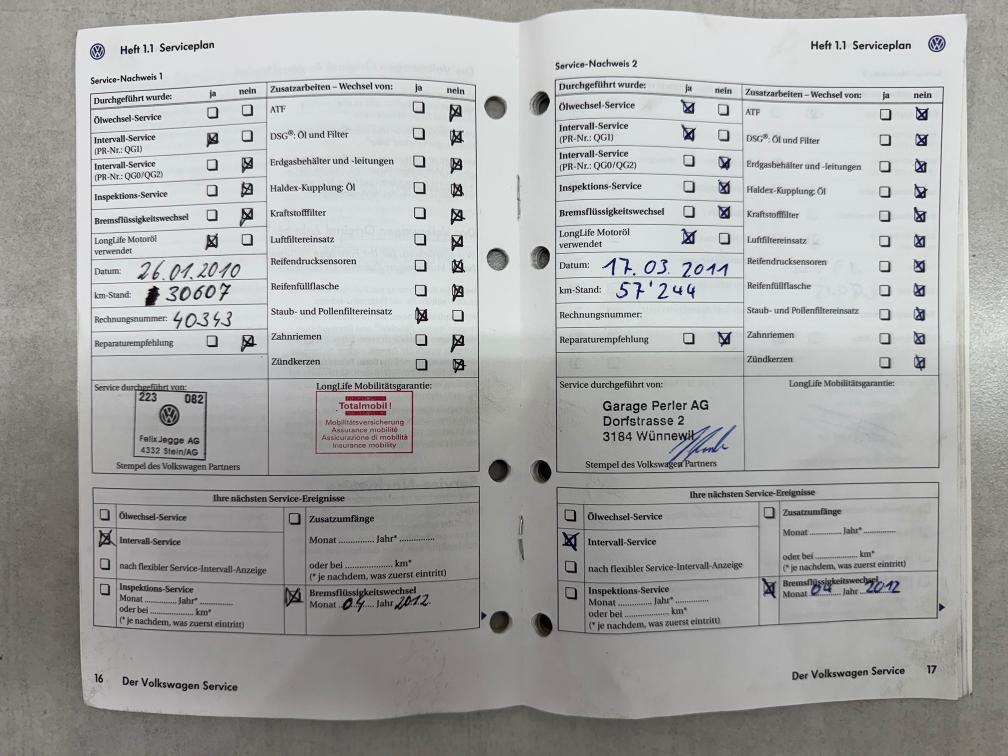 Heft 1.1 Serviceplan
Service-Nachweis 1
Durchgeführt wurde: ja nein
Ölwechsel-Service
Intervall-Service
(PR-Nr.: QG1)
Intervall-Service
(PR-Nr.: QG0/QG2)
Inspektions-Service
Bremsflüssigkeitswechsel
LongLife Motoröl
verwendet
Datum: 26.01.2010
km-Stand: 30607
Rechnungsnummer: 40343
Reparaturempfehlung
Zusatzarbeiten – Wechsel von: ja nein
ATF
DSG®: Öl und Filter
Erdgasbehälter und -leitungen
Haldex-Kupplung: Öl
Kraftstofffilter
Luftfiltereinsatz
Reifendrucksensoren
Reifenfüllflasche
Staub- und Pollenfiltereinsatz
Zahnriemen
Zündkerzen
Service durchgeführt von:
223 082
Felix Jegge AG
4332 Stein/AG
Stempel des Volkswagen Partners
LongLife Mobilitätsgarantie:
Totalmobil!
Mobilitätsversicherung
Assurance mobilité
Assicurazione di mobilità
Insurance mobility
Ihre nächsten Service-Ereignisse
Ölwechsel-Service
Intervall-Service
nach flexibler Service-Intervall-Anzeige
Inspektions-Service
Monat .......... Jahr* ..........
oder bei .......... km*
(* je nachdem, was zuerst eintritt)
Zusatzumfänge
Monat .......... Jahr* ..........
oder bei .......... km*
(* je nachdem, was zuerst eintritt)
Bremsflüssigkeitswechsel
Monat 04 Jahr 2012
16 Der Volkswagen Service
Heft 1.1 Serviceplan
Service-Nachweis 2
Durchgeführt wurde: ja nein
Ölwechsel-Service
Intervall-Service
(PR-Nr.: QG1)
Intervall-Service
(PR-Nr.: QG0/QG2)
Inspektions-Service
Bremsflüssigkeitswechsel
LongLife Motoröl
verwendet
Datum: 17.03.2011
km-Stand: 57'244
Rechnungsnummer:
Reparaturempfehlung
Zusatzarbeiten – Wechsel von: ja nein
ATF
DSG®: Öl und Filter
Erdgasbehälter und -leitungen
Haldex-Kupplung: Öl
Kraftstofffilter
Luftfiltereinsatz
Reifendrucksensoren
Reifenfüllflasche
Staub- und Pollenfiltereinsatz
Zahnriemen
Zündkerzen
Service durchgeführt von:
Garage Perler AG
Dorfstrasse 2
3184 Wünnewil
Stempel des Volkswagen Partners
LongLife Mobilitätsgarantie:
Ihre nächsten Service-Ereignisse
Ölwechsel-Service
Intervall-Service
nach flexibler Service-Intervall-Anzeige
Inspektions-Service
Monat .......... Jahr* ..........
oder bei .......... km*
(* je nachdem, was zuerst eintritt)
Zusatzumfänge
Monat .......... Jahr* ..........
oder bei .......... km*
(* je nachdem, was zuerst eintritt)
Bremsflüssigkeitswechsel
Monat 04 Jahr 2012
Der Volkswagen Service 17